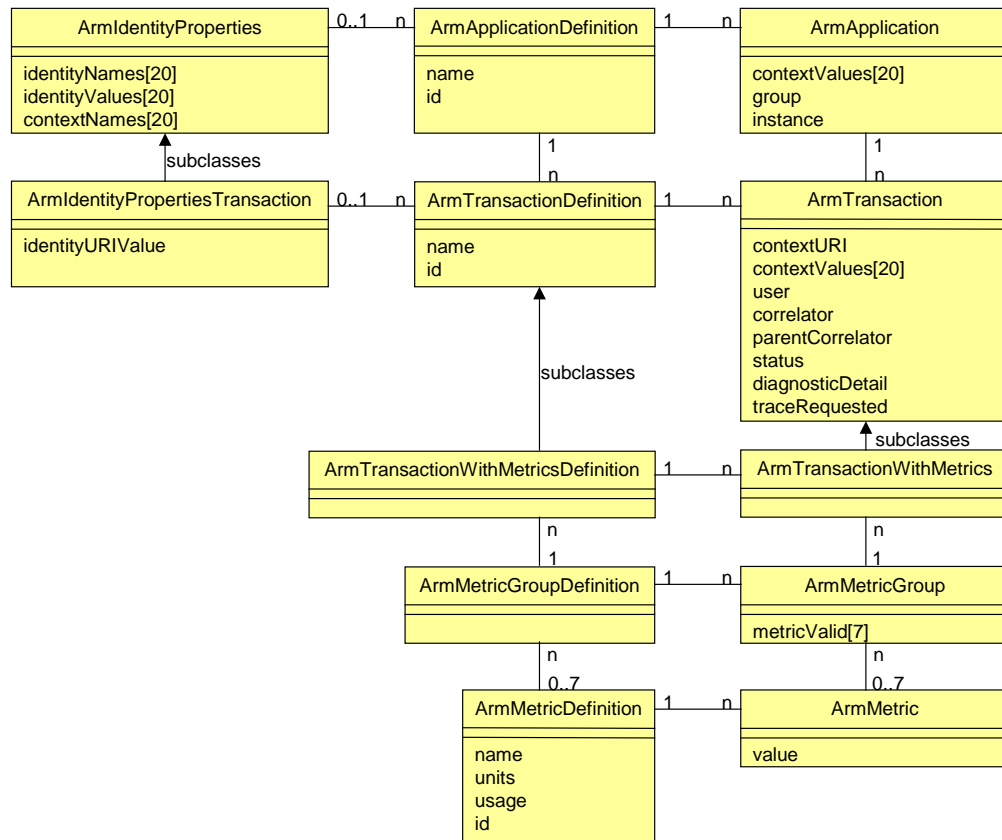 ArmIdentityProperties 0..1 n ArmApplicationDefinition 1 n ArmApplication
identityNames[20]
identityValues[20]
contextNames[20]
name
id
contextValues[20]
group
instance
subclasses
1
n
1
n
ArmIdentityPropertiesTransaction 0..1 n ArmTransactionDefinition 1 n ArmTransaction
identityURIValue
name
id
contextURI
contextValues[20]
user
correlator
parentCorrelator
status
diagnosticDetail
traceRequested
subclasses
subclasses
ArmTransactionWithMetricsDefinition 1 n ArmTransactionWithMetrics
n
1
n
1
ArmMetricGroupDefinition 1 n ArmMetricGroup
metricValid[7]
n
0..7
n
0..7
ArmMetricDefinition 1 n ArmMetric
name
units
usage
id
value